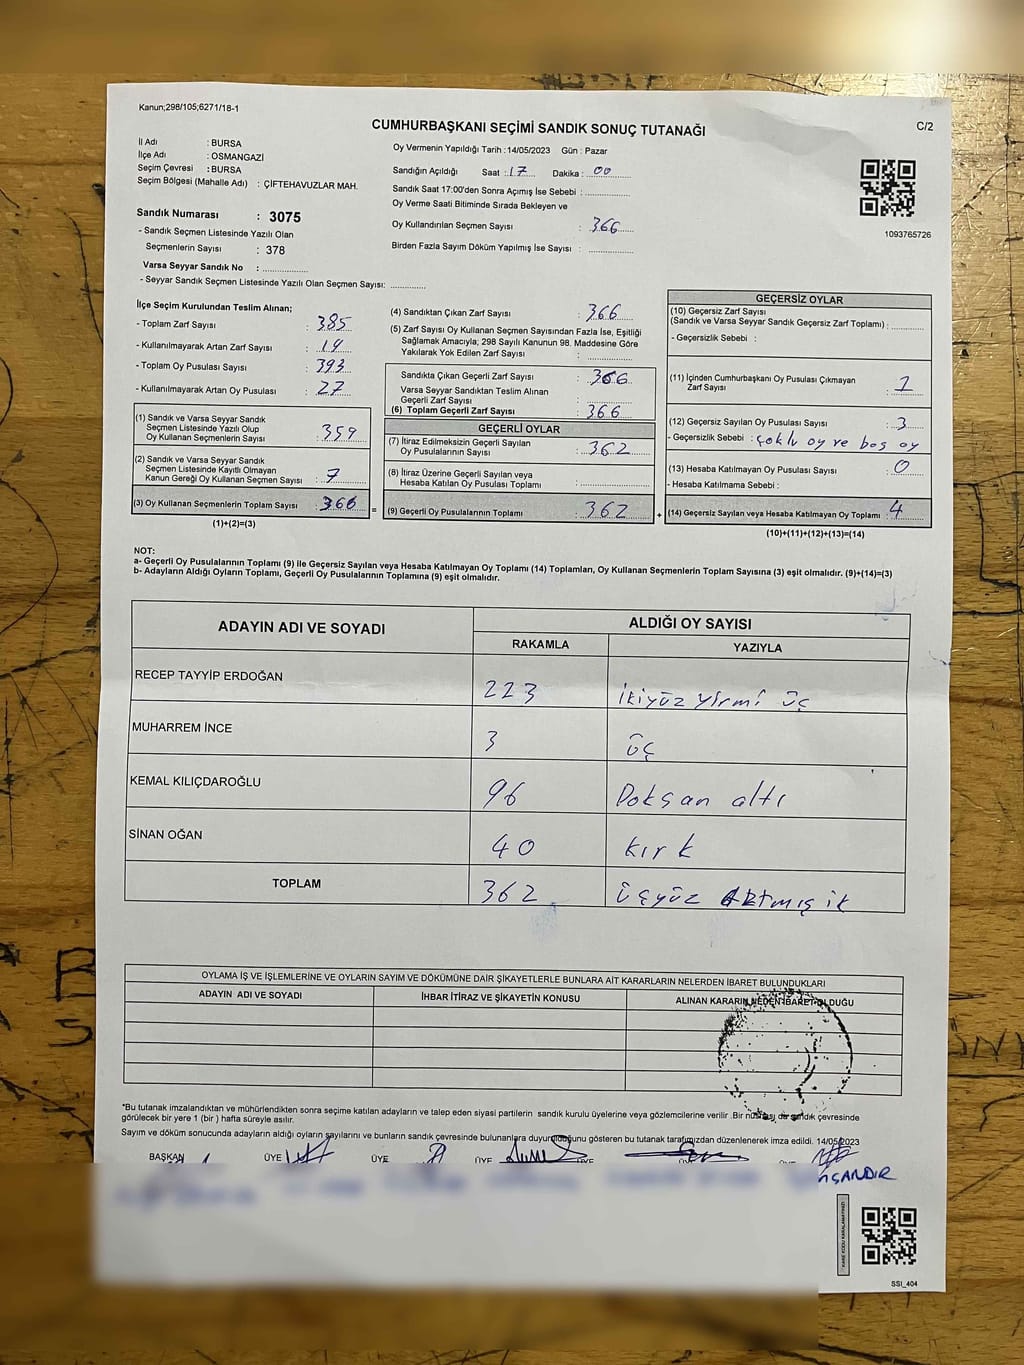 Kanun;298/105;6271/18-1
CUMHURBAŞKANI SEÇİMİ SANDIK SONUÇ TUTANAĞI
C/2
İl Adı : BURSA
İlçe Adı : OSMANGAZİ
Seçim Çevresi : BURSA
Seçim Bölgesi (Mahalle Adı) : ÇİFTEHAVUZLAR MAH.
Sandık Numarası : 3075
- Sandık Seçmen Listesinde Yazılı Olan
Seçmenlerin Sayısı : 378
Varsa Seyyar Sandık No : ..............
- Seyyar Sandık Seçmen Listesinde Yazılı Olan Seçmen Sayısı: ............
Oy Vermenin Yapıldığı Tarih : 14/05/2023 Gün : Pazar
Sandığın Açıldığı Saat : 17 Dakika : 00
Sandık Saat 17:00'den Sonra Açımış İse Sebebi : ..............
Oy Verme Saati Bitiminde Sırada Bekleyen ve
Oy Kullandırılan Seçmen Sayısı : 366
Birden Fazla Sayım Döküm Yapılmış İse Sayısı : ..............
1093765726
İlçe Seçim Kurulundan Teslim Alınan;
- Toplam Zarf Sayısı : 385
- Kullanılmayarak Artan Zarf Sayısı : 19
- Toplam Oy Pusulası Sayısı : 393
- Kullanılmayarak Artan Oy Pusulası : 27
(1) Sandık ve Varsa Seyyar Sandık
Seçmen Listesinde Yazılı Olup
Oy Kullanan Seçmenlerin Sayısı : 359
(2) Sandık ve Varsa Seyyar Sandık
Seçmen Listesinde Kayıtlı Olmayan
Kanun Gereği Oy Kullanan Seçmen Sayısı : 7
(3) Oy Kullanan Seçmenlerin Toplam Sayısı : 366 =
(1)+(2)=(3)
(4) Sandıktan Çıkan Zarf Sayısı : 366
(5) Zarf Sayısı Oy Kullanan Seçmen Sayısından Fazla İse, Eşitliği
Sağlamak Amacıyla; 298 Sayılı Kanunun 98. Maddesine Göre
Yakılarak Yok Edilen Zarf Sayısı : ..............
Sandıkta Çıkan Geçerli Zarf Sayısı : 366
Varsa Seyyar Sandıktan Teslim Alınan
Geçerli Zarf Sayısı : ..............
(6) Toplam Geçerli Zarf Sayısı : 366
GEÇERLİ OYLAR
(7) İtiraz Edilmeksizin Geçerli Sayılan
Oy Pusulalarının Sayısı : 362
(8) İtiraz Üzerine Geçerli Sayılan veya
Hesaba Katılan Oy Pusulası Toplamı : ..............
(9) Geçerli Oy Pusulalarının Toplamı : 362 +
GEÇERSİZ OYLAR
(10) Geçersiz Zarf Sayısı
(Sandık ve Varsa Seyyar Sandık Geçersiz Zarf Toplamı) : ..........
- Geçersizlik Sebebi :
(11) İçinden Cumhurbaşkanı Oy Pusulası Çıkmayan
Zarf Sayısı : 1
(12) Geçersiz Sayılan Oy Pusulası Sayısı : 3
- Geçersizlik Sebebi : çoklu oy ve boş oy
(13) Hesaba Katılmayan Oy Pusulası Sayısı : 0
- Hesaba Katılmama Sebebi :
(14) Geçersiz Sayılan veya Hesaba Katılmayan Oy Toplamı : 4
(10)+(11)+(12)+(13)=(14)
NOT:
a- Geçerli Oy Pusulalarının Toplamı (9) ile Geçersiz Sayılan veya Hesaba Katılmayan Oy Toplamı (14) Toplamları, Oy Kullanan Seçmenlerin Toplam Sayısına (3) eşit olmalıdır. (9)+(14)=(3)
b- Adayların Aldığı Oyların Toplamı, Geçerli Oy Pusulalarının Toplamına (9) eşit olmalıdır.
ADAYIN ADI VE SOYADI
ALDIĞI OY SAYISI
RAKAMLA YAZIYLA
RECEP TAYYİP ERDOĞAN 223 ikiyüz yirmi üç
MUHARREM İNCE 3 üç
KEMAL KILIÇDAROĞLU 96 Doksan altı
SİNAN OĞAN 40 kırk
TOPLAM 362 üçyüz Altmış ik
OYLAMA İŞ VE İŞLEMLERİNE VE OYLARIN SAYIM VE DÖKÜMÜNE DAİR ŞİKAYETLERLE BUNLARA AİT KARARLARIN NELERDEN İBARET BULUNDUKLARI
ADAYIN ADI VE SOYADI İHBAR İTİRAZ VE ŞİKAYETİN KONUSU ALINAN KARARIN NEDEN İBARET OLDUĞU
*Bu tutanak imzalandıktan ve mühürlendikten sonra seçime katılan adayların ve talep eden siyasi partilerin sandık kurulu üyelerine veya gözlemcilerine verilir .Bir nüshası da sandık çevresinde
görülecek bir yere 1 (bir ) hafta süreyle asılır.
Sayım ve döküm sonucunda adayların aldığı oyların sayılarını ve bunların sandık çevresinde bulunanlara duyurulduğunu gösteren bu tutanak tarafımızdan düzenlenerek imza edildi. 14/05/2023
BAŞKAN ÜYE ÜYE ÜYE ÜYE ÜYE ÜYE
SSI_404